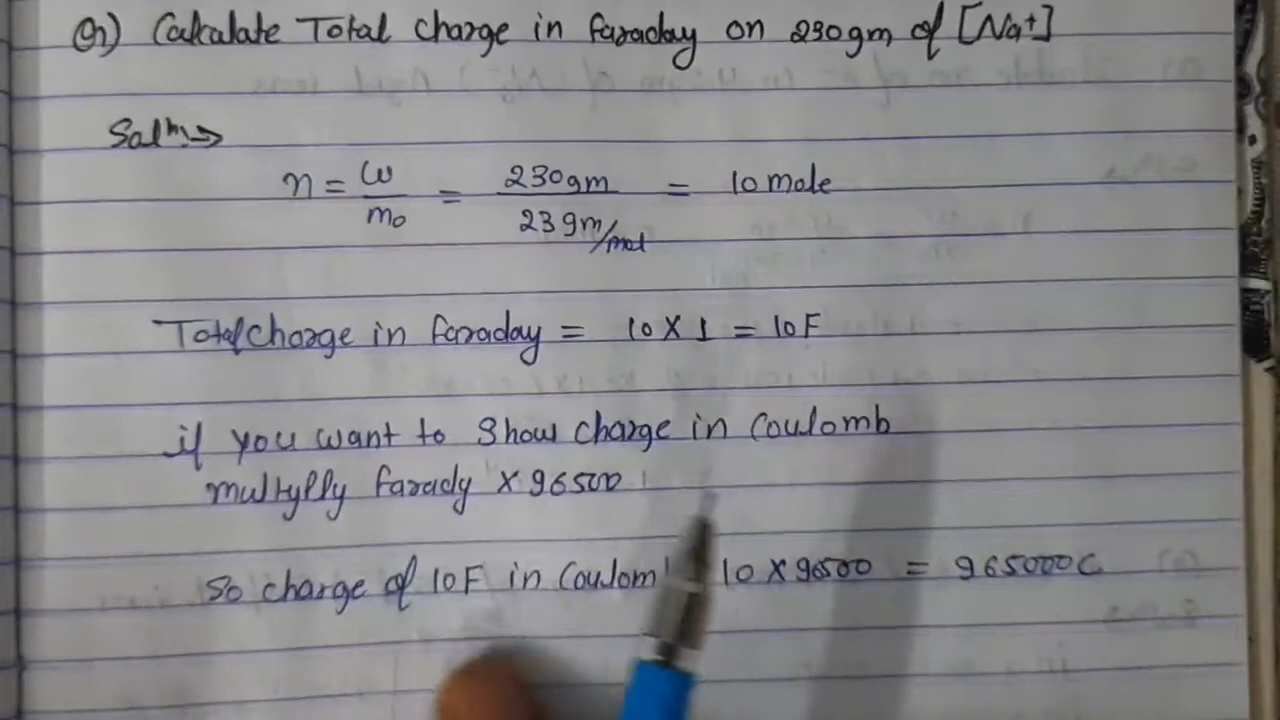 Q) Calculate Total charge in faraday on 230gm of [Na+]
Solⁿ:→
n = w/m₀ = 230gm/23gm/mol = 10 mole
Total charge in faraday = 10 X 1 = 10F
if you want to show charge in Coulomb
multyply farady X 96500
So charge of 10F in Coulom 10 X 96500 = 965000C